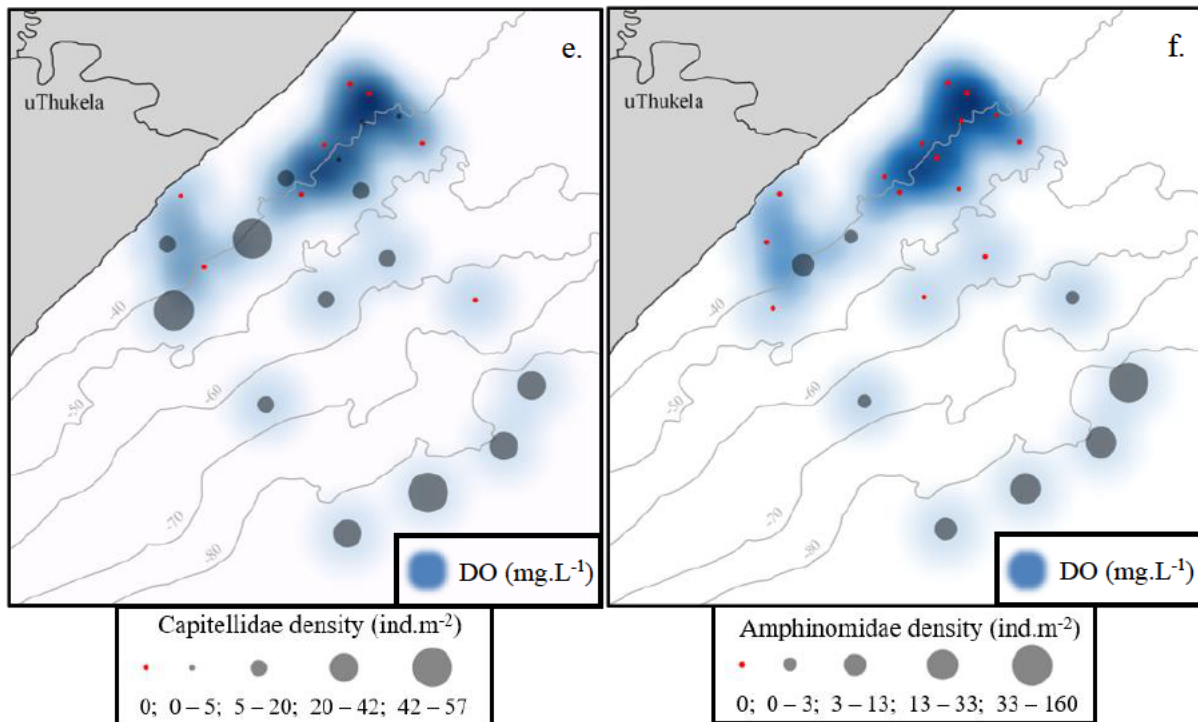 e.
uThukela
-40
-50
-60
-70
-80
DO (mg.L-1)
Capitellidae density (ind.m-2)
0; 0 – 5; 5 – 20; 20 – 42; 42 – 57
f.
uThukela
-40
-50
-60
-70
-80
DO (mg.L-1)
Amphinomidae density (ind.m-2)
0; 0 – 3; 3 – 13; 13 – 33; 33 – 160